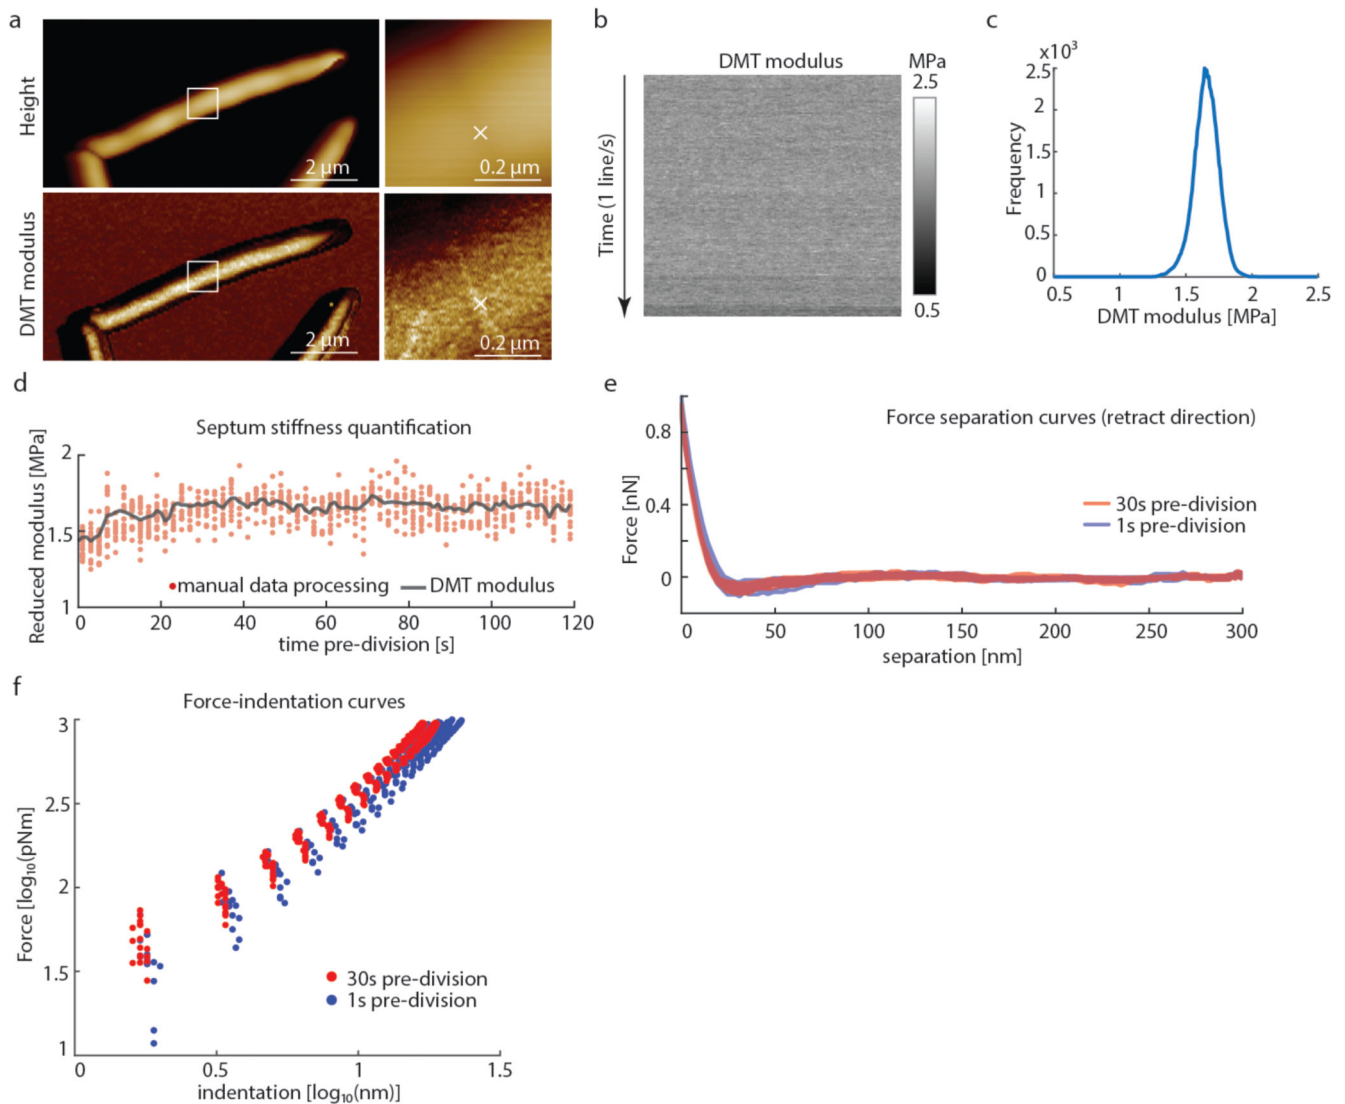 a
Height
2 µm
0.2 µm
DMT modulus
2 µm
0.2 µm
b
DMT modulus
MPa
2.5
0.5
Time (1 line/s)
c
x10³
2.5
2
1.5
1
0.5
0
Frequency
0.5 1 1.5 2 2.5
DMT modulus [MPa]
d
Septum stiffness quantification
Reduced modulus [MPa]
2
1.5
1
manual data processing DMT modulus
0 20 40 60 80 100 120
time pre-division [s]
e
Force separation curves (retract direction)
Force [nN]
0.8
0.4
0
30s pre-division
1s pre-division
0 50 100 150 200 250 300
separation [nm]
f
Force-indentation curves
Force [log₁₀(pNm)
3
2.5
2
1.5
1
30s pre-division
1s pre-division
0 0.5 1 1.5
indentation [log₁₀(nm)]